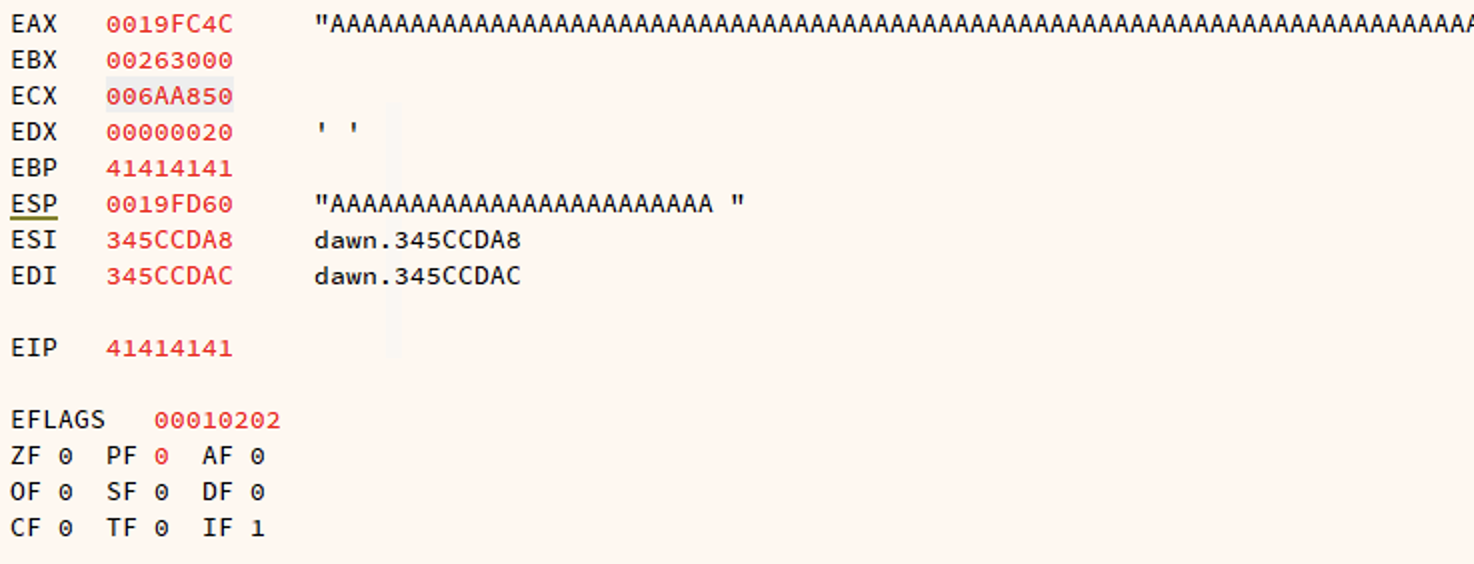 EAX 0019FC4C "AAAAAAAAAAAAAAAAAAAAAAAAAAAAAAAAAAAAAAAAAAAAAAAAAAAAAAAAAAAAAAAAAAAAAAAA
EBX 00263000
ECX 006AA850
EDX 00000020 ' '
EBP 41414141
ESP 0019FD60 "AAAAAAAAAAAAAAAAAAAAAAAA "
ESI 345CCDA8 dawn.345CCDA8
EDI 345CCDAC dawn.345CCDAC
EIP 41414141
EFLAGS 00010202
ZF 0 PF 0 AF 0
OF 0 SF 0 DF 0
CF 0 TF 0 IF 1